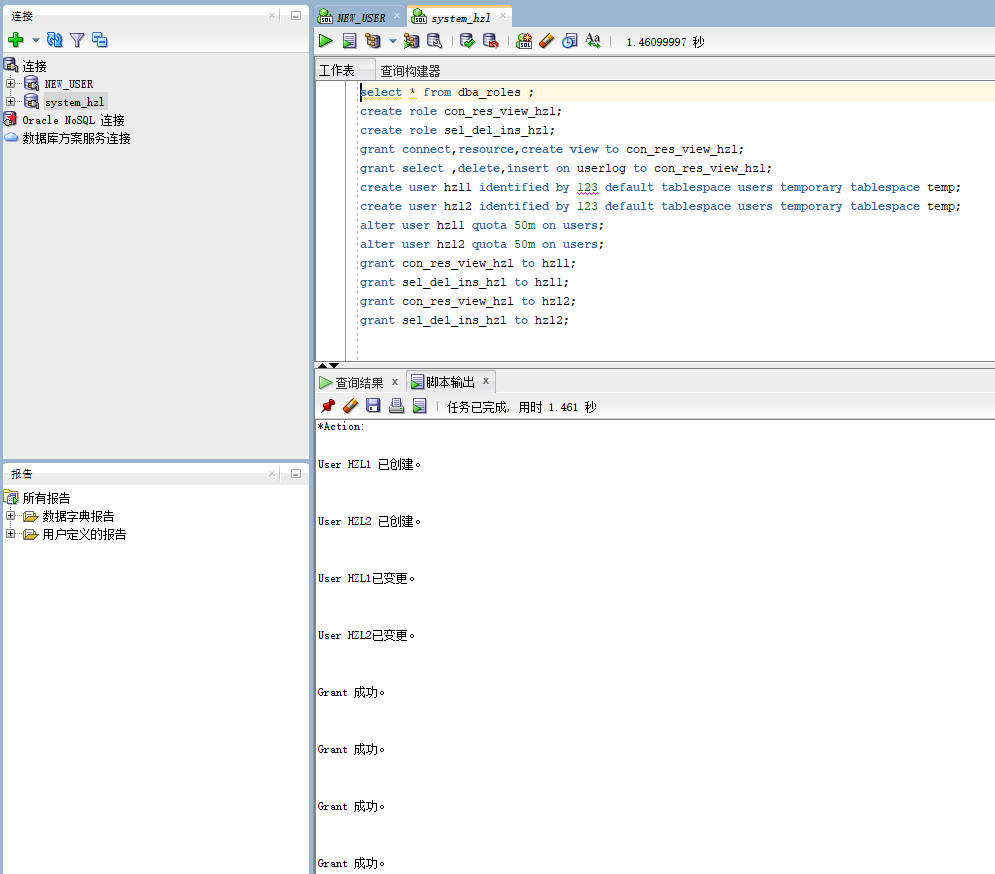 连接
NEW_USER
system_hzl
1.46099997 秒
连接
NEW_USER
system_hzl
Oracle NoSQL 连接
数据库方案服务连接
工作表
查询构建器
select * from dba_roles ;
create role con_res_view_hzl;
create role sel_del_ins_hzl;
grant connect,resource,create view to con_res_view_hzl;
grant select ,delete,insert on userlog to con_res_view_hzl;
create user hzl1 identified by 123 default tablespace users temporary tablespace temp;
create user hzl2 identified by 123 default tablespace users temporary tablespace temp;
alter user hzl1 quota 50m on users;
alter user hzl2 quota 50m on users;
grant con_res_view_hzl to hzl1;
grant sel_del_ins_hzl to hzl1;
grant con_res_view_hzl to hzl2;
grant sel_del_ins_hzl to hzl2;
查询结果 x
脚本输出 x
任务已完成, 用时 1.461 秒
*Action:
User HZL1 已创建。
User HZL2 已创建。
User HZL1已变更。
User HZL2已变更。
Grant 成功。
Grant 成功。
Grant 成功。
Grant 成功。
报告
所有报告
数据字典报告
用户定义的报告